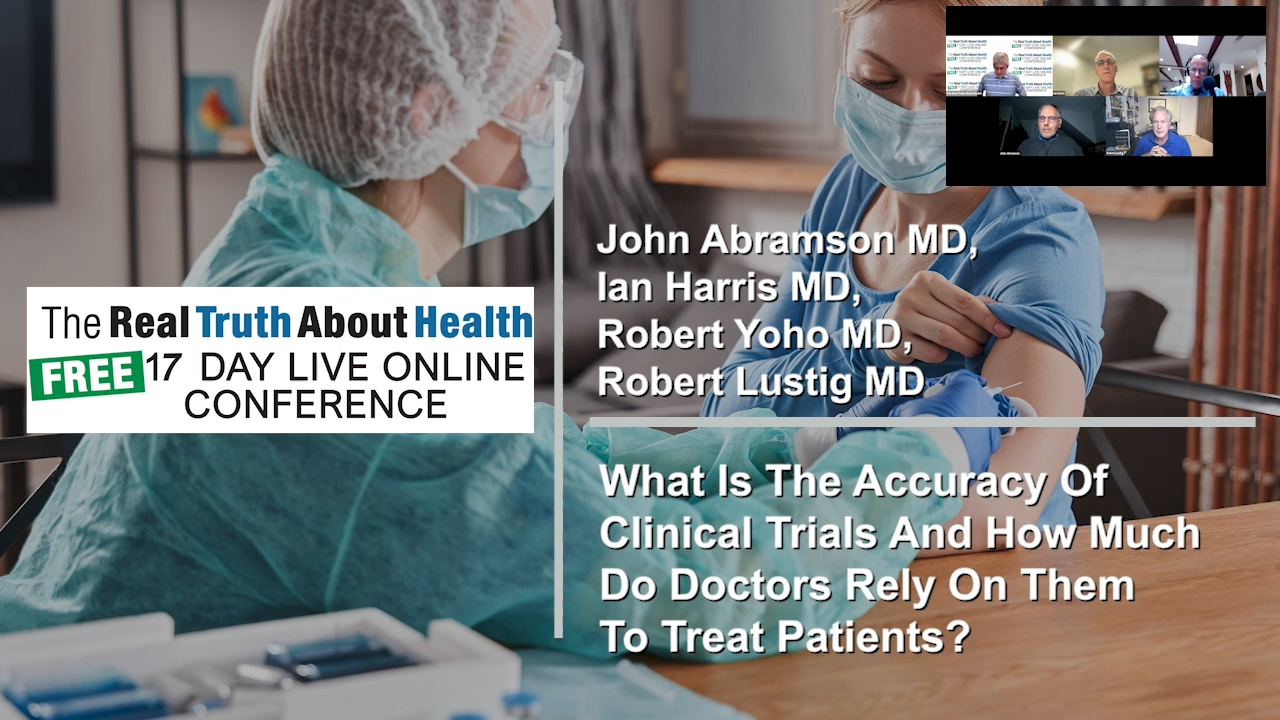 The Real Truth About Health
FREE 17 DAY LIVE ONLINE
CONFERENCE
John Abramson MD,
Ian Harris MD,
Robert Yoho MD,
Robert Lustig MD
What Is The Accuracy Of
Clinical Trials And How Much
Do Doctors Rely On Them
To Treat Patients?